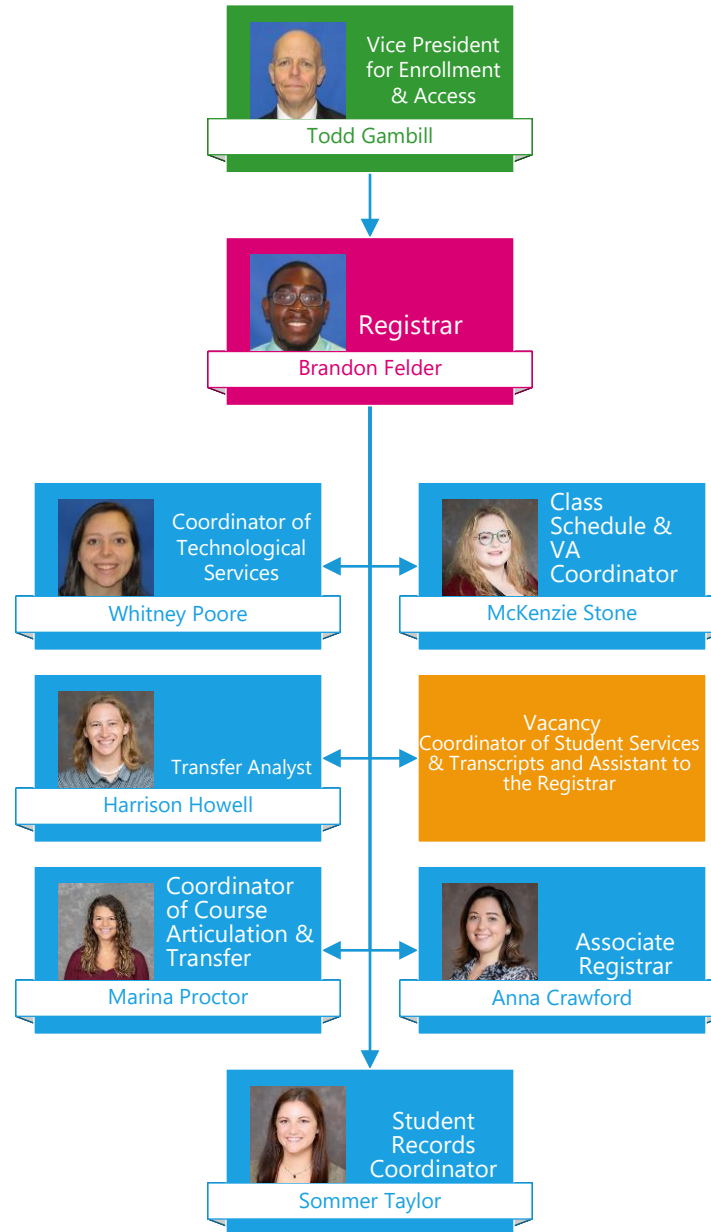 Vice President
for Enrollment
& Access
Todd Gambill
Registrar
Brandon Felder
Coordinator of
Technological
Services
Whitney Poore
Class
Schedule &
VA
Coordinator
McKenzie Stone
Transfer Analyst
Harrison Howell
Vacancy
Coordinator of Student Services
& Transcripts and Assistant to
the Registrar
Coordinator
of Course
Articulation &
Transfer
Marina Proctor
Associate
Registrar
Anna Crawford
Student
Records
Coordinator
Sommer Taylor